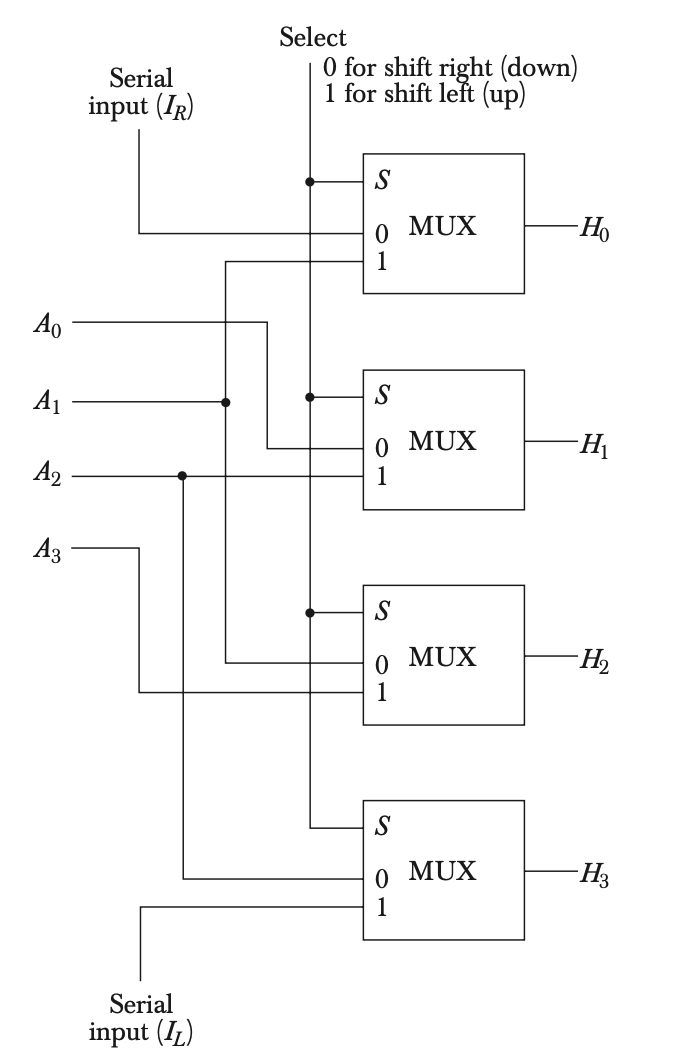 Select
0 for shift right (down)
1 for shift left (up)
Serial
input (I_R)
S
MUX
0
1
H_0
A_0
A_1
A_2
A_3
S
MUX
0
1
H_1
S
MUX
0
1
H_2
S
MUX
0
1
H_3
Serial
input (I_L)